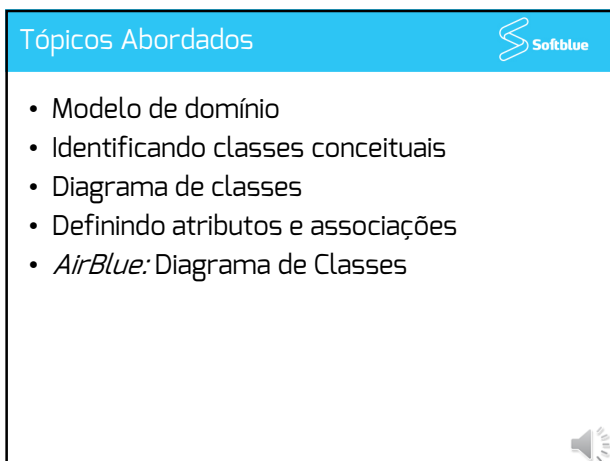 Tópicos Abordados
Softblue
• Modelo de domínio
• Identificando classes conceituais
• Diagrama de classes
• Definindo atributos e associações
• AirBlue: Diagrama de Classes